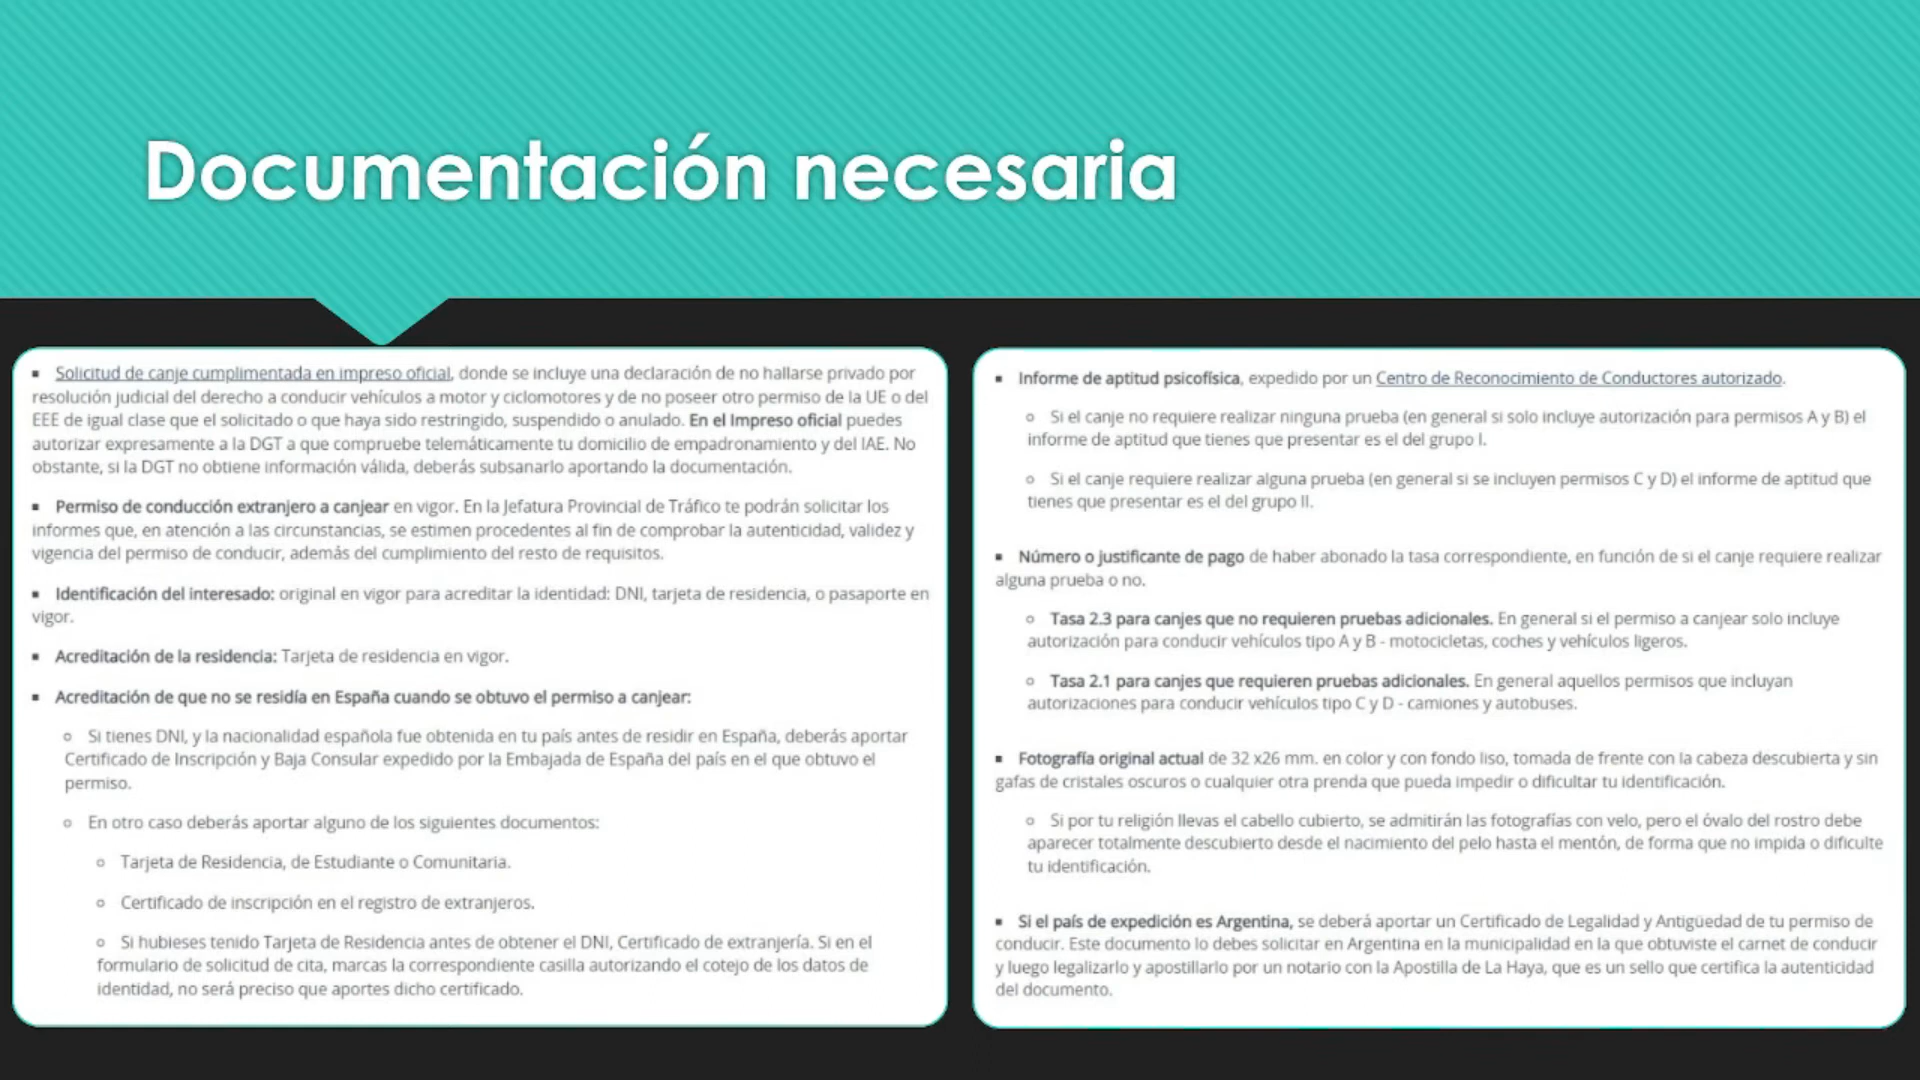 Documentación necesaria
▪ Solicitud de canje cumplimentada en impreso oficial, donde se incluye una declaración de no hallarse privado por
resolución judicial del derecho a conducir vehículos a motor y ciclomotores y de no poseer otro permiso de la UE o del
EEE de igual clase que el solicitado o que haya sido restringido, suspendido o anulado. En el Impreso oficial puedes
autorizar expresamente a la DGT a que compruebe telemáticamente tu domicilio de empadronamiento y del IAE. No
obstante, si la DGT no obtiene información válida, deberás subsanarlo aportando la documentación.
▪ Permiso de conducción extranjero a canjear en vigor. En la Jefatura Provincial de Tráfico te podrán solicitar los
informes que, en atención a las circunstancias, se estimen procedentes al fin de comprobar la autenticidad, validez y
vigencia del permiso de conducir, además del cumplimiento del resto de requisitos.
▪ Identificación del interesado: original en vigor para acreditar la identidad: DNI, tarjeta de residencia, o pasaporte en
vigor.
▪ Acreditación de la residencia: Tarjeta de residencia en vigor.
▪ Acreditación de que no se residía en España cuando se obtuvo el permiso a canjear:
○ Si tienes DNI, y la nacionalidad española fue obtenida en tu país antes de residir en España, deberás aportar
Certificado de Inscripción y Baja Consular expedido por la Embajada de España del país en el que obtuvo el
permiso.
○ En otro caso deberás aportar alguno de los siguientes documentos:
○ Tarjeta de Residencia, de Estudiante o Comunitaria.
○ Certificado de inscripción en el registro de extranjeros.
○ Si hubieses tenido Tarjeta de Residencia antes de obtener el DNI, Certificado de extranjería. Si en el
formulario de solicitud de cita, marcas la correspondiente casilla autorizando el cotejo de los datos de
identidad, no será preciso que aportes dicho certificado.
▪ Informe de aptitud psicofísica, expedido por un Centro de Reconocimiento de Conductores autorizado.
○ Si el canje no requiere realizar ninguna prueba (en general si solo incluye autorización para permisos A y B) el
informe de aptitud que tienes que presentar es el del grupo I.
○ Si el canje requiere realizar alguna prueba (en general si se incluyen permisos C y D) el informe de aptitud que
tienes que presentar es el del grupo II.
▪ Número o justificante de pago de haber abonado la tasa correspondiente, en función de si el canje requiere realizar
alguna prueba o no.
○ Tasa 2.3 para canjes que no requieren pruebas adicionales. En general si el permiso a canjear solo incluye
autorización para conducir vehículos tipo A y B - motocicletas, coches y vehículos ligeros.
○ Tasa 2.1 para canjes que requieren pruebas adicionales. En general aquellos permisos que incluyan
autorizaciones para conducir vehículos tipo C y D - camiones y autobuses.
▪ Fotografía original actual de 32 x26 mm. en color y con fondo liso, tomada de frente con la cabeza descubierta y sin
gafas de cristales oscuros o cualquier otra prenda que pueda impedir o dificultar tu identificación.
○ Si por tu religión llevas el cabello cubierto, se admitirán las fotografías con velo, pero el óvalo del rostro debe
aparecer totalmente descubierto desde el nacimiento del pelo hasta el mentón, de forma que no impida o dificulte
tu identificación.
▪ Si el país de expedición es Argentina, se deberá aportar un Certificado de Legalidad y Antigüedad de tu permiso de
conducir. Este documento lo debes solicitar en Argentina en la municipalidad en la que obtuviste el carnet de conducir
y luego legalizarlo y apostillarlo por un notario con la Apostilla de La Haya, que es un sello que certifica la autenticidad
del documento.